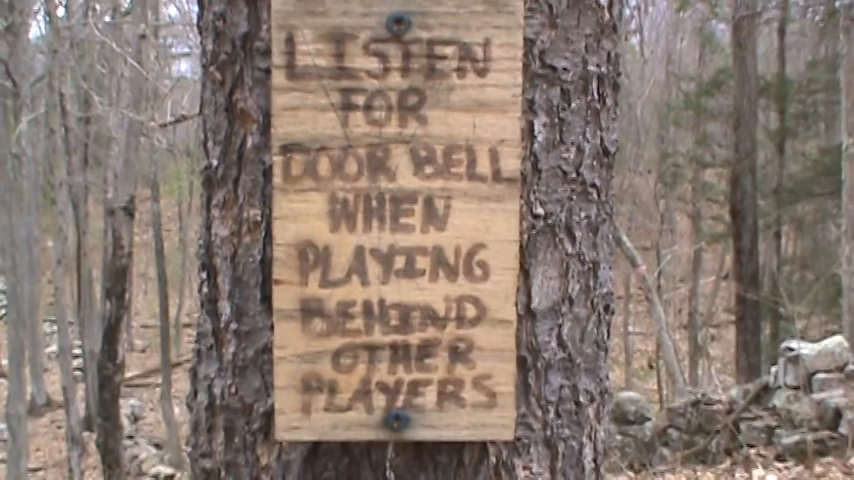 LISTEN
FOR
DOOR BELL
WHEN
PLAYING
BEHIND
OTHER
PLAYERS